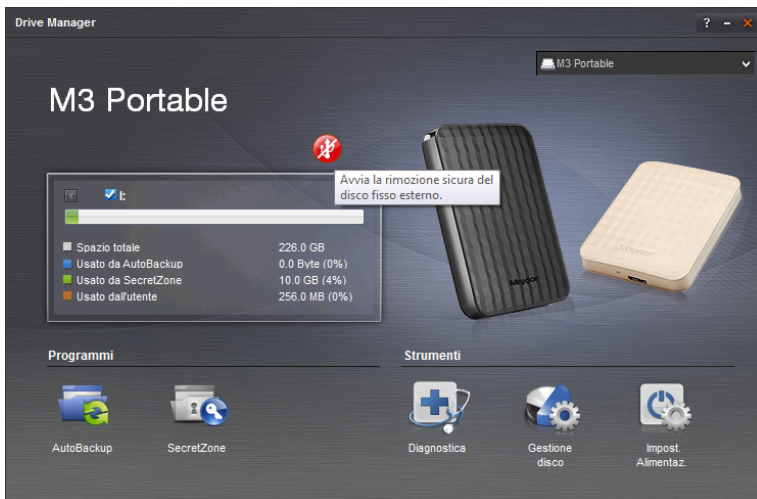 Drive Manager
? - ×
M3 Portable
M3 Portable
Avvia la rimozione sicura del
disco fisso esterno.
< I:
Spazio totale 226.0 GB
Usato da AutoBackup 0.0 Byte (0%)
Usato da SecretZone 10.0 GB (4%)
Usato dall'utente 256.0 MB (0%)
Maxtor
Maxtor
Programmi
Strumenti
AutoBackup
SecretZone
Diagnostica
Gestione
disco
Impost.
Alimentaz.